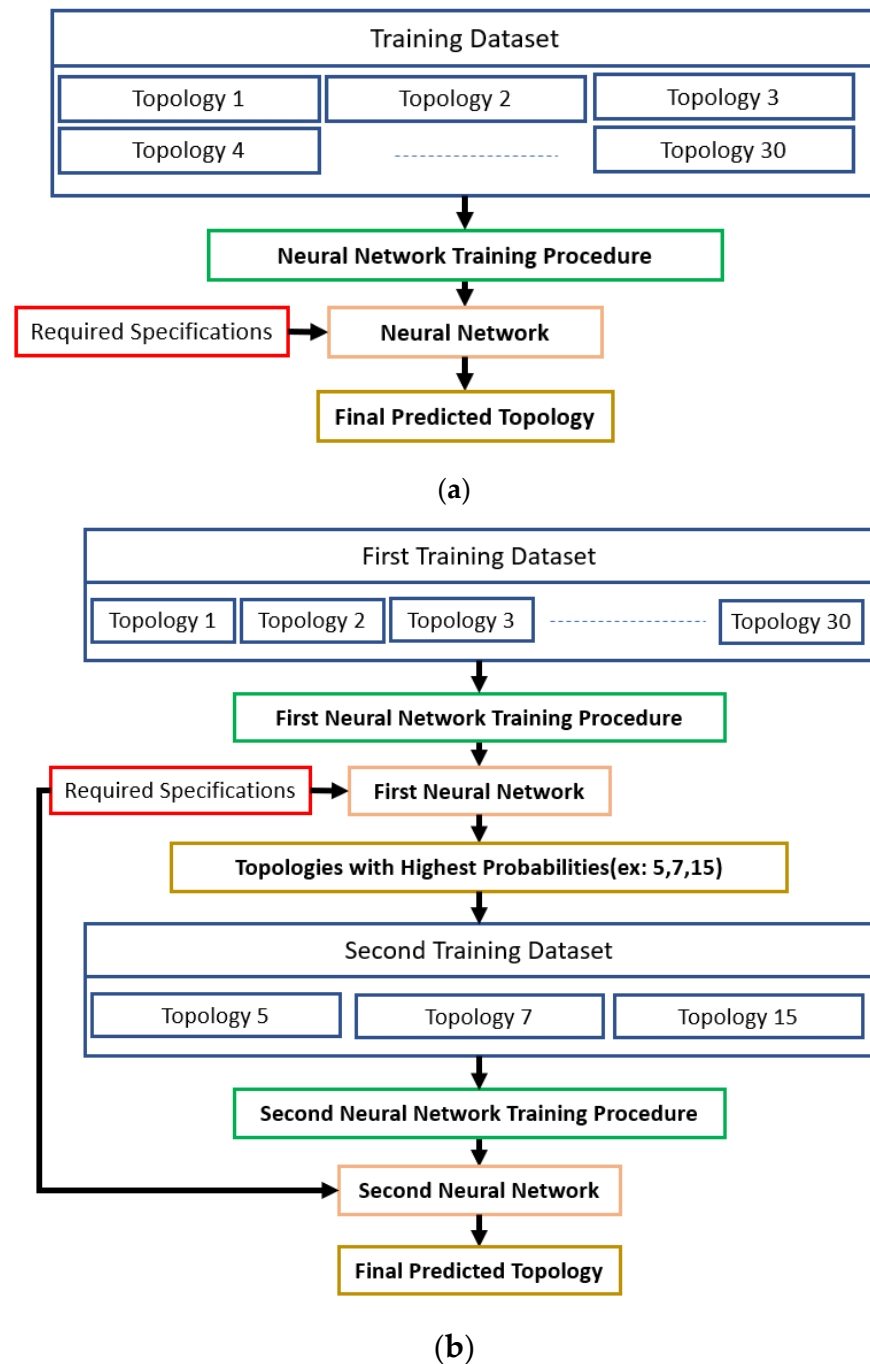 Training Dataset
Topology 1 Topology 2 Topology 3
Topology 4 Topology 30
Neural Network Training Procedure
Required Specifications Neural Network
Final Predicted Topology
(a)
First Training Dataset
Topology 1 Topology 2 Topology 3 Topology 30
First Neural Network Training Procedure
Required Specifications First Neural Network
Topologies with Highest Probabilities(ex: 5,7,15)
Second Training Dataset
Topology 5 Topology 7 Topology 15
Second Neural Network Training Procedure
Second Neural Network
Final Predicted Topology
(b)